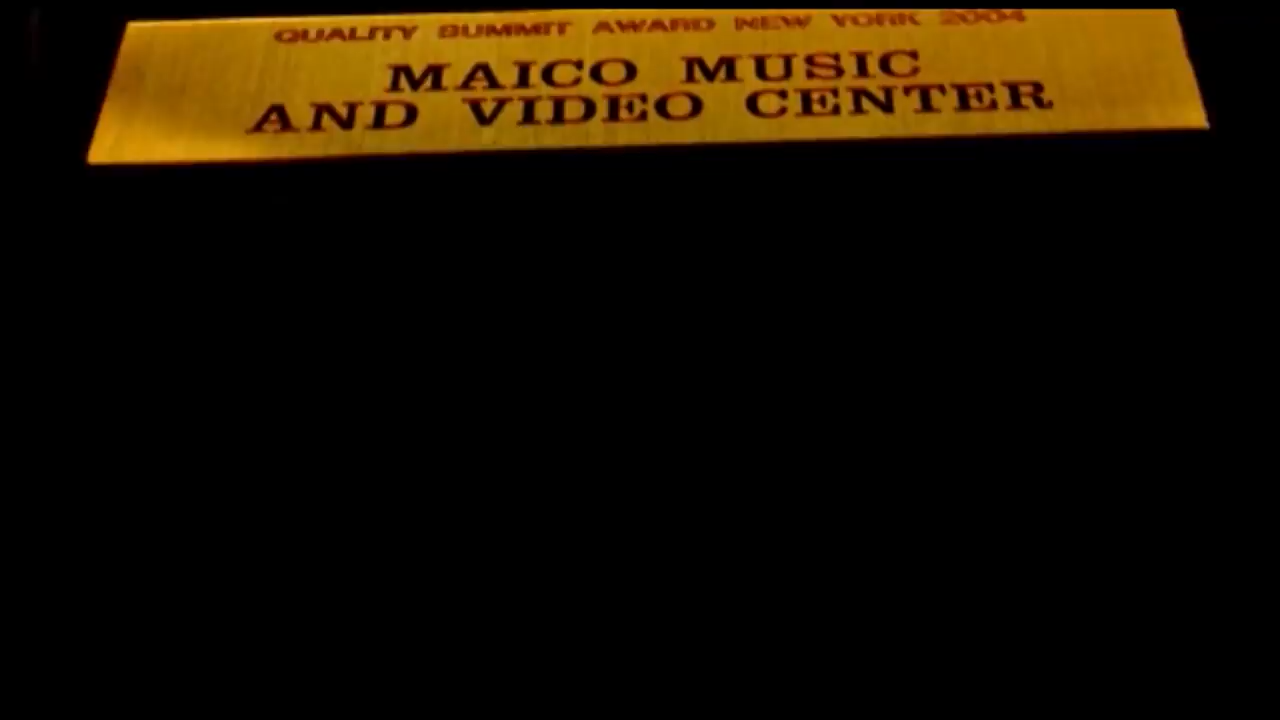 QUALITY SUMMIT AWARD NEW YORK 2004
MAICO MUSIC
AND VIDEO CENTER